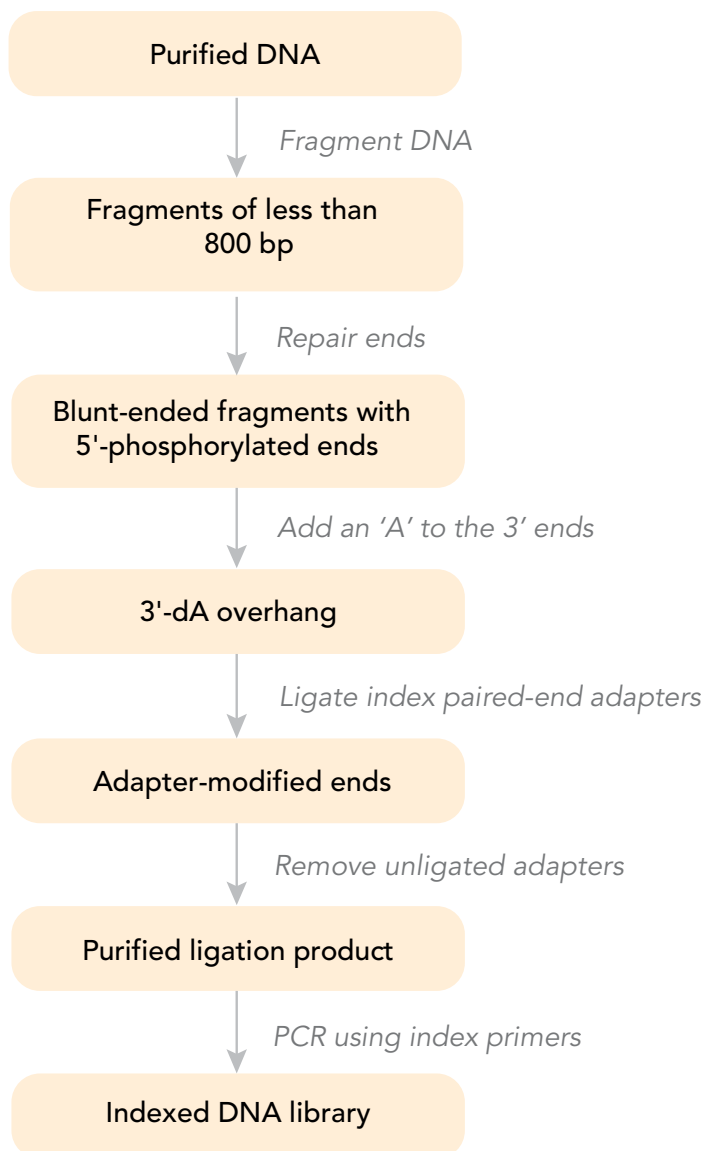 Purified DNA
Fragment DNA
Fragments of less than
800 bp
Repair ends
Blunt-ended fragments with
5'-phosphorylated ends
Add an ‘A’ to the 3’ ends
3'-dA overhang
Ligate index paired-end adapters
Adapter-modified ends
Remove unligated adapters
Purified ligation product
PCR using index primers
Indexed DNA library